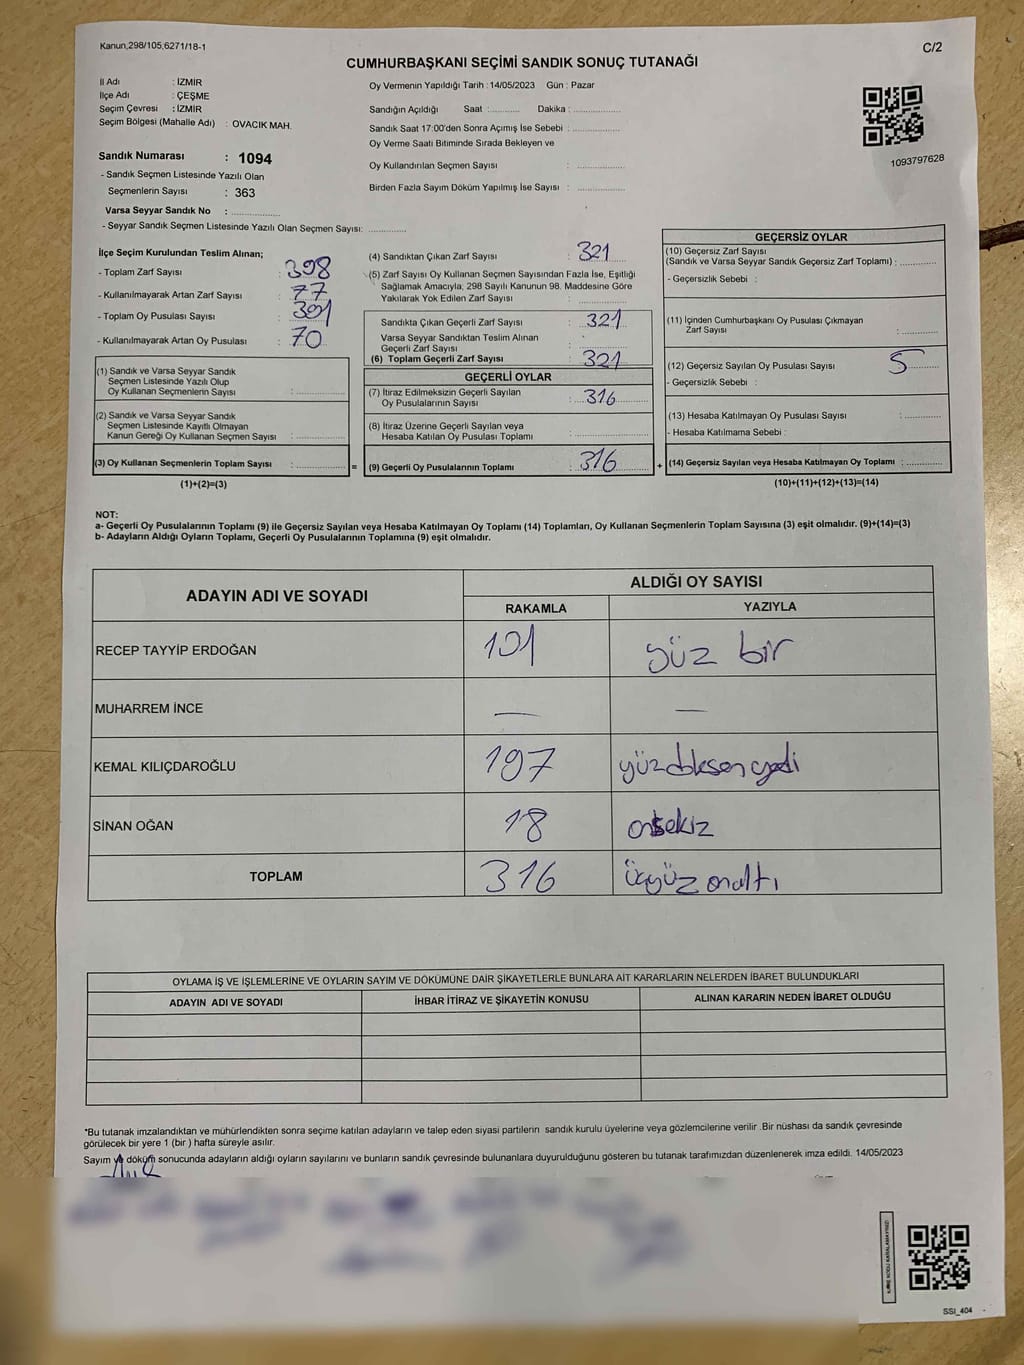 Kanun,298/105,6271/18-1
C/2
CUMHURBAŞKANI SEÇİMİ SANDIK SONUÇ TUTANAĞI
İl Adı : İZMİR
İlçe Adı : ÇEŞME
Seçim Çevresi : İZMİR
Seçim Bölgesi (Mahalle Adı) : OVACIK MAH.
Oy Vermenin Yapıldığı Tarih : 14/05/2023 Gün : Pazar
Sandığın Açıldığı Saat :............ Dakika :................
Sandık Saat 17:00'den Sonra Açımış İse Sebebi :................
Oy Verme Saati Bitiminde Sırada Bekleyen ve
Oy Kullandırılan Seçmen Sayısı :................
Birden Fazla Sayım Döküm Yapılmış İse Sayısı :................
1093797628
Sandık Numarası : 1094
- Sandık Seçmen Listesinde Yazılı Olan
Seçmenlerin Sayısı : 363
Varsa Seyyar Sandık No :................
- Seyyar Sandık Seçmen Listesinde Yazılı Olan Seçmen Sayısı:............
İlçe Seçim Kurulundan Teslim Alınan;
- Toplam Zarf Sayısı : 398
- Kullanılmayarak Artan Zarf Sayısı : 77
- Toplam Oy Pusulası Sayısı : 391
- Kullanılmayarak Artan Oy Pusulası : 70
(1) Sandık ve Varsa Seyyar Sandık
Seçmen Listesinde Yazılı Olup
Oy Kullanan Seçmenlerin Sayısı :................
(2) Sandık ve Varsa Seyyar Sandık
Seçmen Listesinde Kayıtlı Olmayan
Kanun Gereği Oy Kullanan Seçmen Sayısı :................
(3) Oy Kullanan Seçmenlerin Toplam Sayısı :................ =
(1)+(2)=(3)
(4) Sandıktan Çıkan Zarf Sayısı : 321
(5) Zarf Sayısı Oy Kullanan Seçmen Sayısından Fazla İse, Eşitliği
Sağlamak Amacıyla, 298 Sayılı Kanunun 98. Maddesine Göre
Yakılarak Yok Edilen Zarf Sayısı :................
Sandıkta Çıkan Geçerli Zarf Sayısı : 321
Varsa Seyyar Sandıktan Teslim Alınan
Geçerli Zarf Sayısı :
(6) Toplam Geçerli Zarf Sayısı 321
GEÇERLİ OYLAR
(7) İtiraz Edilmeksizin Geçerli Sayılan
Oy Pusulalarının Sayısı : 316
(8) İtiraz Üzerine Geçerli Sayılan veya
Hesaba Katılan Oy Pusulası Toplamı :................
(9) Geçerli Oy Pusulalarının Toplamı : 316 +
GEÇERSİZ OYLAR
(10) Geçersiz Zarf Sayısı
(Sandık ve Varsa Seyyar Sandık Geçersiz Zarf Toplamı) :............
- Geçersizlik Sebebi :
(11) İçinden Cumhurbaşkanı Oy Pusulası Çıkmayan
Zarf Sayısı :............
(12) Geçersiz Sayılan Oy Pusulası Sayısı : 5
- Geçersizlik Sebebi :
(13) Hesaba Katılmayan Oy Pusulası Sayısı :............
- Hesaba Katılmama Sebebi :
(14) Geçersiz Sayılan veya Hesaba Katılmayan Oy Toplamı :............
(10)+(11)+(12)+(13)=(14)
NOT:
a- Geçerli Oy Pusulalarının Toplamı (9) ile Geçersiz Sayılan veya Hesaba Katılmayan Oy Toplamı (14) Toplamları, Oy Kullanan Seçmenlerin Toplam Sayısına (3) eşit olmalıdır. (9)+(14)=(3)
b- Adayların Aldığı Oyların Toplamı, Geçerli Oy Pusulalarının Toplamına (9) eşit olmalıdır.
ADAYIN ADI VE SOYADI ALDIĞI OY SAYISI
RAKAMLA YAZIYLA
RECEP TAYYİP ERDOĞAN 101 yüz bir
MUHARREM İNCE — —
KEMAL KILIÇDAROĞLU 197 yüzdoksanyedi
SİNAN OĞAN 18 onsekiz
TOPLAM 316 üçyüzonaltı
OYLAMA İŞ VE İŞLEMLERİNE VE OYLARIN SAYIM VE DÖKÜMÜNE DAİR ŞİKAYETLERLE BUNLARA AİT KARARLARIN NELERDEN İBARET BULUNDUKLARI
ADAYIN ADI VE SOYADI İHBAR İTİRAZ VE ŞİKAYETİN KONUSU ALINAN KARARIN NEDEN İBARET OLDUĞU
*Bu tutanak imzalandıktan ve mühürlendikten sonra seçime katılan adayların ve talep eden siyasi partilerin sandık kurulu üyelerine veya gözlemcilerine verilir .Bir nüshası da sandık çevresinde
görülecek bir yere 1 (bir ) hafta süreyle asılır.
Sayım ve döküm sonucunda adayların aldığı oyların sayılarını ve bunların sandık çevresinde bulunanlara duyurulduğunu gösteren bu tutanak tarafımızdan düzenlenerek imza edildi. 14/05/2023
KARE KODU KARALAMAYINIZ!
SSI_404